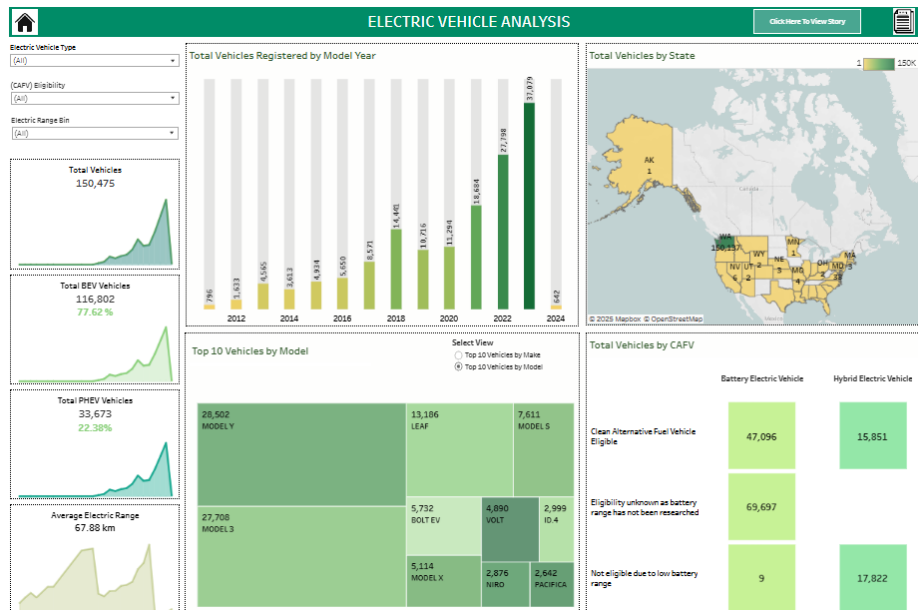 ELECTRIC VEHICLE ANALYSIS
Click Here To View Story
Electric Vehicle Type
(All)
(CAFV) Eligibility
(All)
Electric Range Bin
(All)
Total Vehicles
150,475
Total BEV Vehicles
116,802
77.62 %
Total PHEV Vehicles
33,673
22.38%
Average Electric Range
67.88 km
Total Vehicles Registered by Model Year
796
1,633
4,565
3,613
4,934
5,650
8,571
14,441
10,716
11,294
18,684
27,798
37,079
642
2012
2014
2016
2018
2020
2022
2024
Total Vehicles by State
1
150K
Canada
AK
1
WA
MN
1
WY
2
NE
3
NV
6
UT
2
MO
4
OH
2
MD
MA
3
© 2025 Mapbox © OpenStreetMap
Top 10 Vehicles by Model
Select View
Top 10 Vehicles by Make
Top 10 Vehicles by Model
28,502
MODEL Y
27,708
MODEL 3
13,186
LEAF
7,611
MODEL S
5,732
BOLT EV
4,890
VOLT
2,999
ID.4
5,114
MODEL X
2,876
NIRO
2,642
PACIFICA
Total Vehicles by CAFV
Battery Electric Vehicle
Hybrid Electric Vehicle
Clean Alternative Fuel Vehicle
Eligible
47,096
15,851
Eligibility unknown as battery
range has not been researched
69,697
Not eligible due to low battery
range
9
17,822